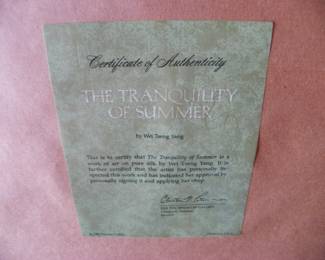 Certificate of Authenticity
THE TRANQUILITY
OF SUMMER
by Wei Tseng Yang
This is to certify that The Tranquility of Summer is a
work of art on pure silk by Wei Tseng Yang. It is
further certified that the artist has personally in-
spected this work and has indicated her approval by
personally signing it and applying her chop.